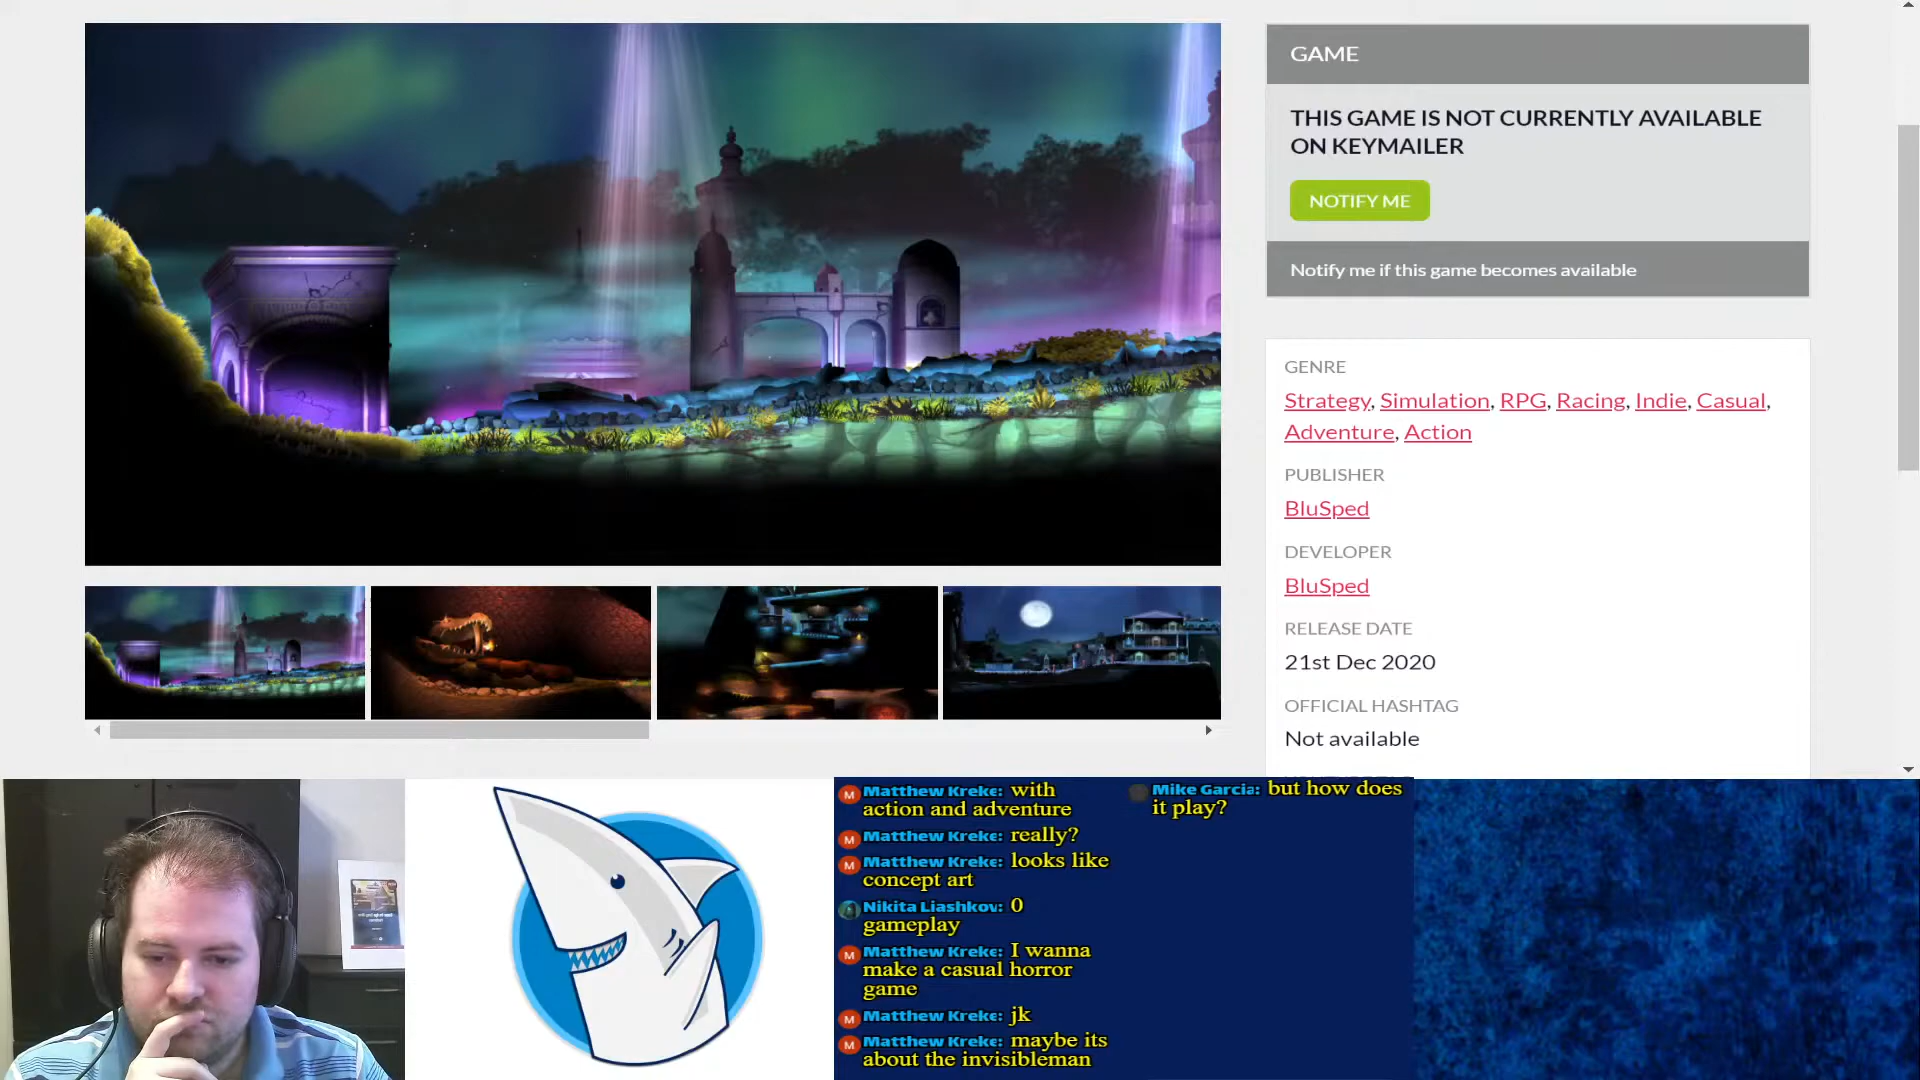 GAME
THIS GAME IS NOT CURRENTLY AVAILABLE
ON KEYMAILER
NOTIFY ME
Notify me if this game becomes available
GENRE
Strategy, Simulation, RPG, Racing, Indie, Casual,
Adventure, Action
PUBLISHER
BluSped
DEVELOPER
BluSped
RELEASE DATE
21st Dec 2020
OFFICIAL HASHTAG
Not available
M Matthew Kreke: with
action and adventure
M Matthew Kreke: really?
M Matthew Kreke: looks like
concept art
Nikita Liashkov: 0
gameplay
M Matthew Kreke: I wanna
make a casual horror
game
M Matthew Kreke: jk
M Matthew Kreke: maybe its
about the invisibleman
Mike Garcia: but how does
it play?